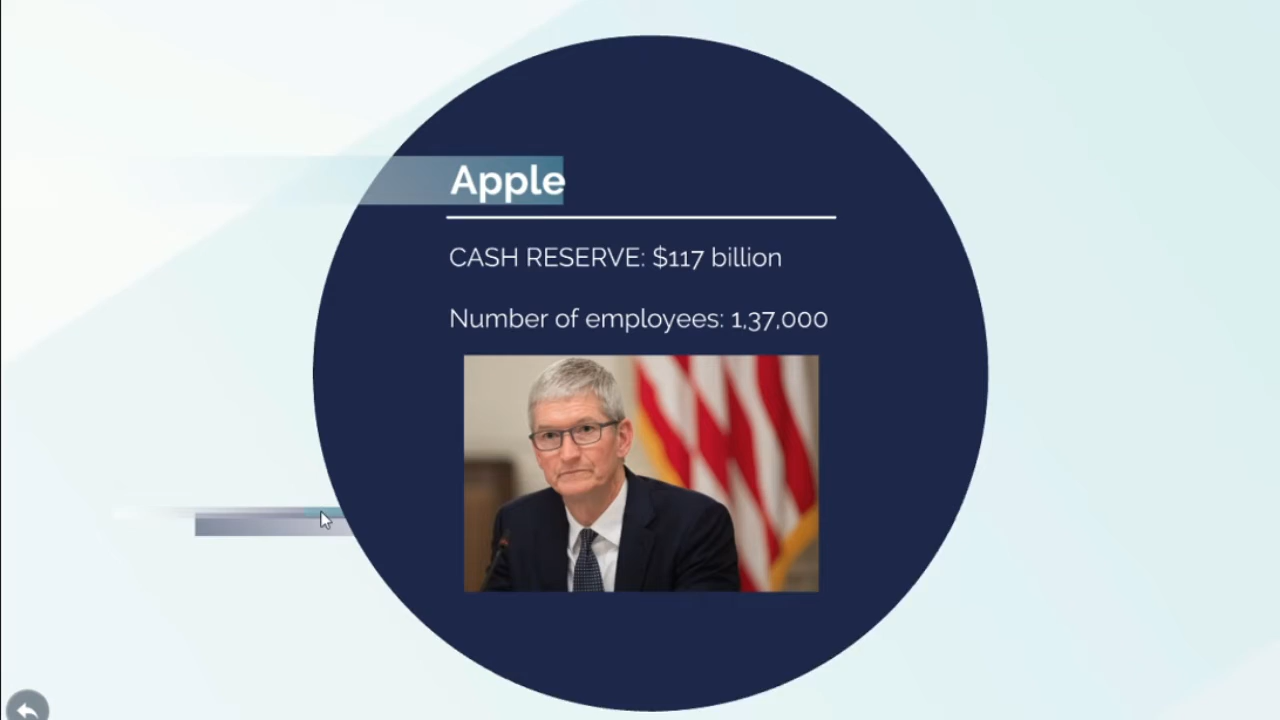 Apple
CASH RESERVE: $117 billion
Number of employees: 1,37,000